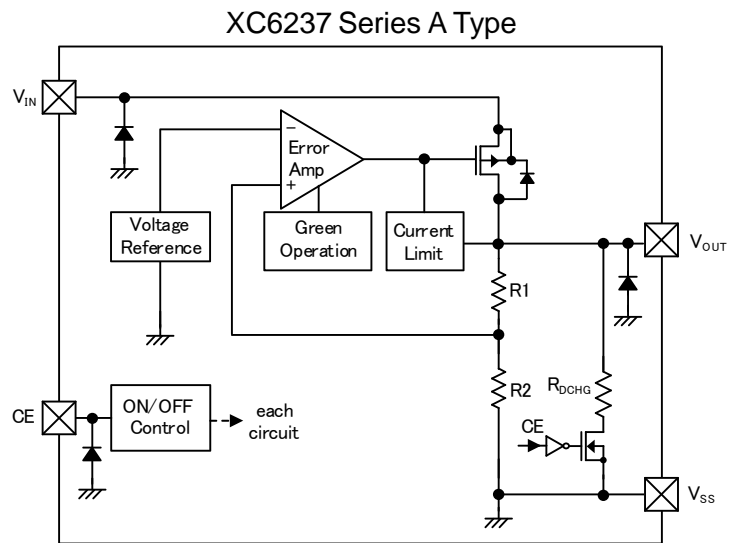 XC6237 Series A Type
VIN
−
Error
Amp
+
Voltage
Reference
Green
Operation
Current
Limit
VOUT
R1
R2
RDCHG
CE
ON/OFF
Control
each
circuit
CE
VSS